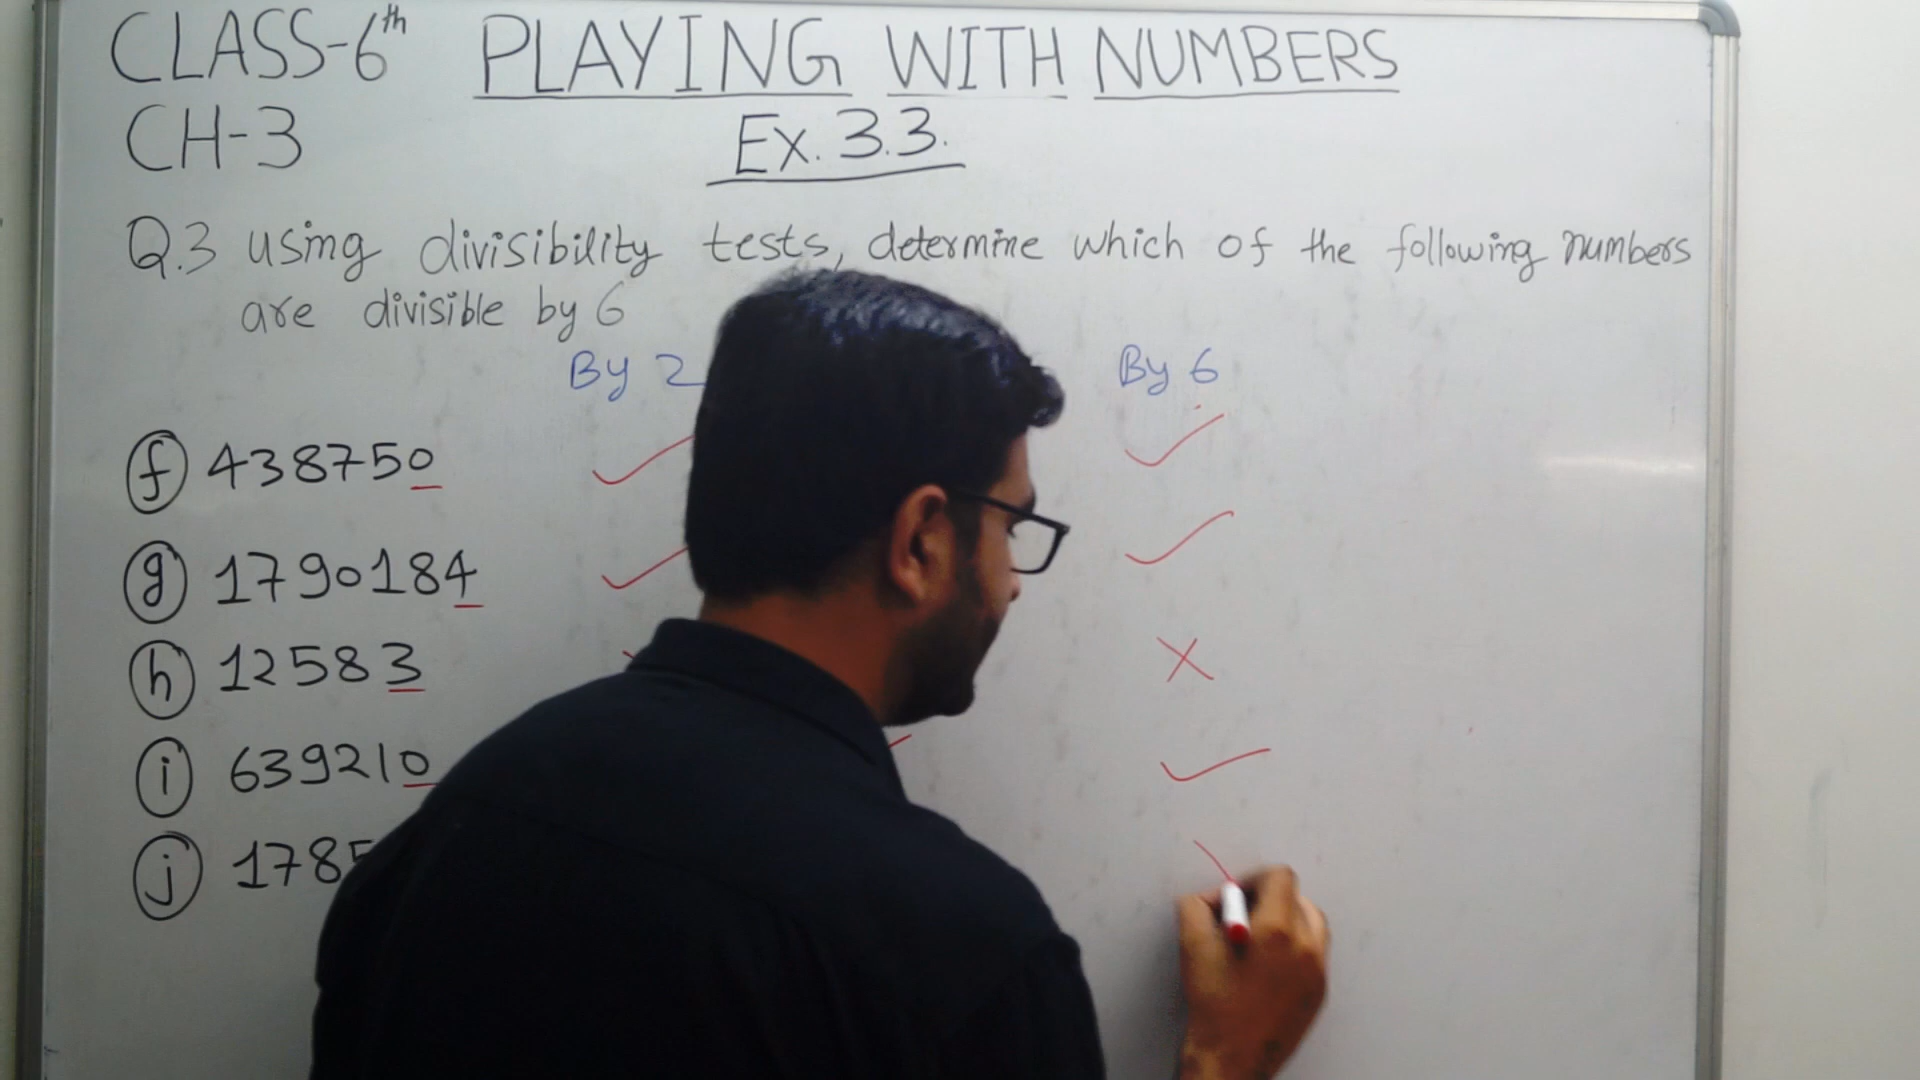 CLASS-6th PLAYING WITH NUMBERS
CH-3 Ex. 3.3.
Q.3 using divisibility tests, determine which of the following numbers
are divisible by 6
By 2 By 6
f 438750
g 1790184
h 12583
i 639210
j 178